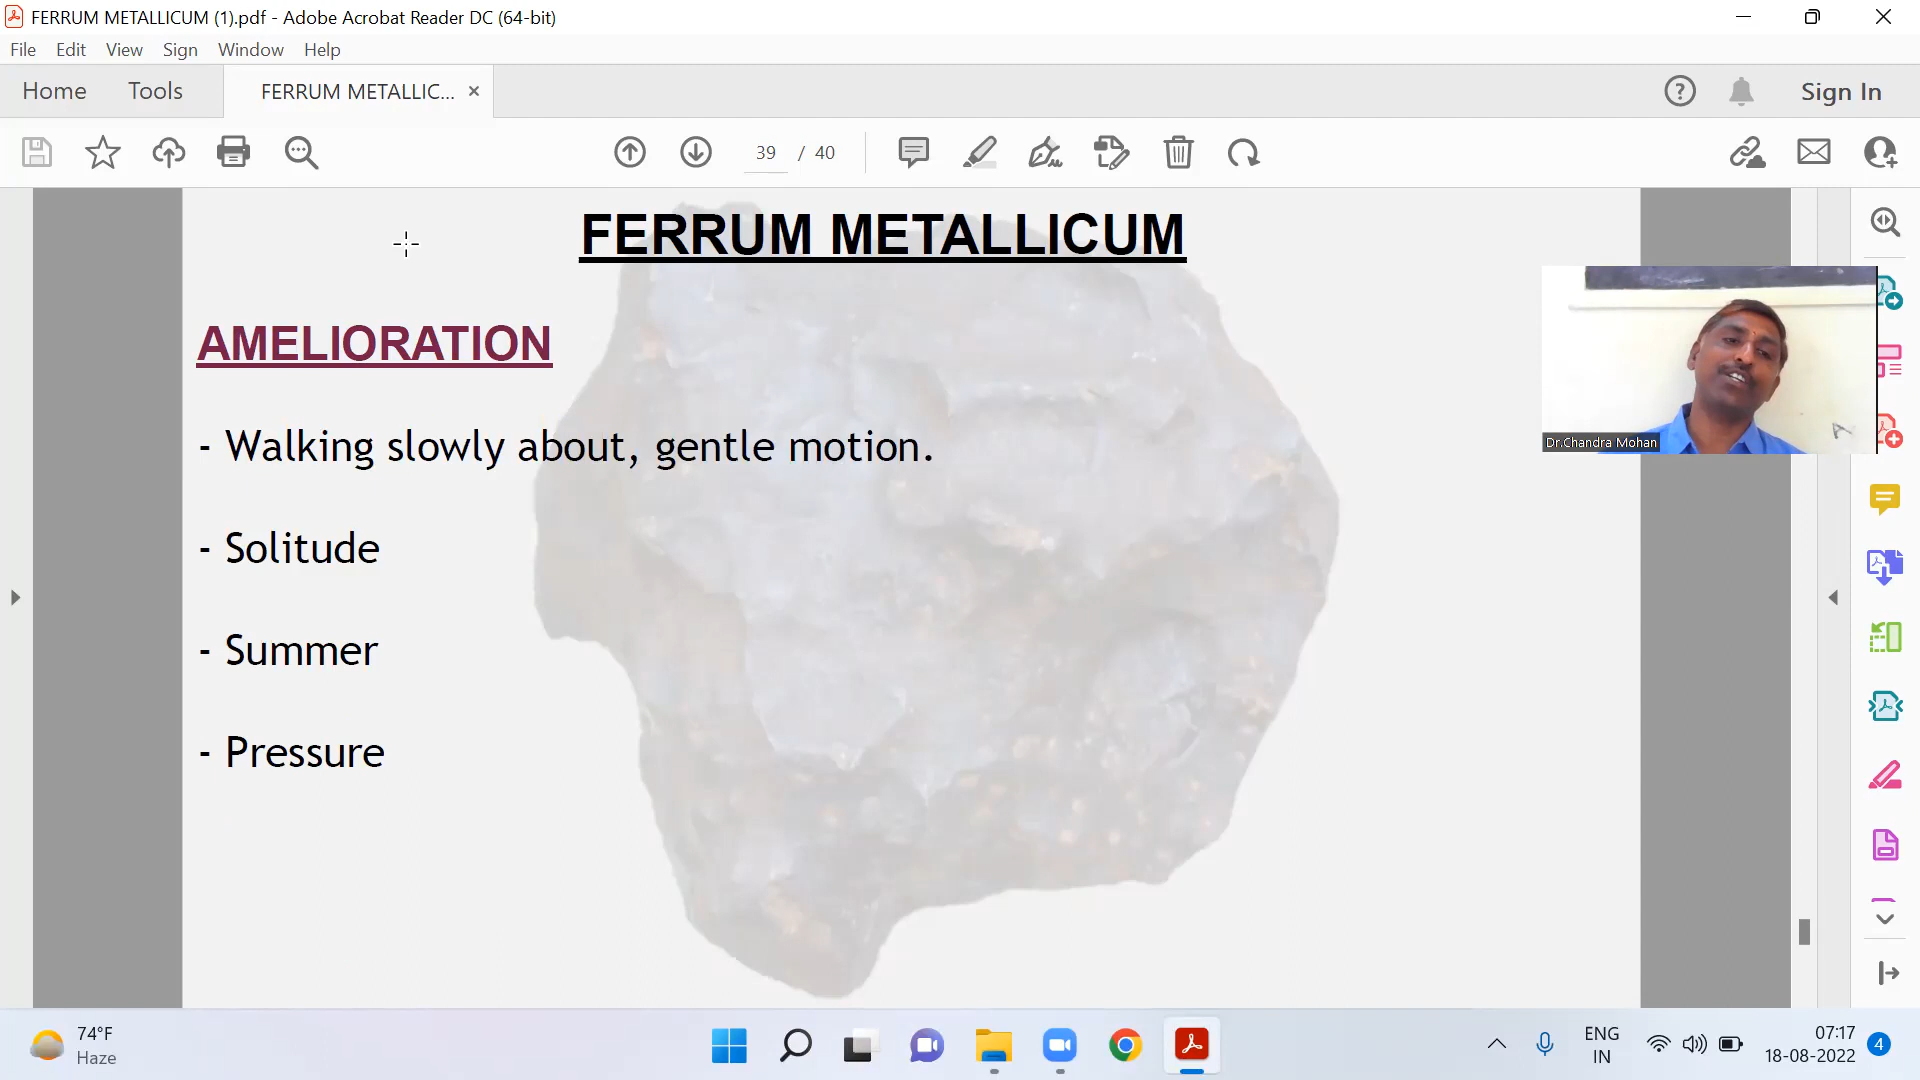 FERRUM METALLICUM (1).pdf - Adobe Acrobat Reader DC (64-bit)
File Edit View Sign Window Help
Home Tools FERRUM METALLIC... × Sign In
39 / 40
FERRUM METALLICUM
AMELIORATION
- Walking slowly about, gentle motion.
- Solitude
- Summer
- Pressure
Dr.Chandra Mohan
74°F
Haze
ENG
IN
07:17
18-08-2022
4